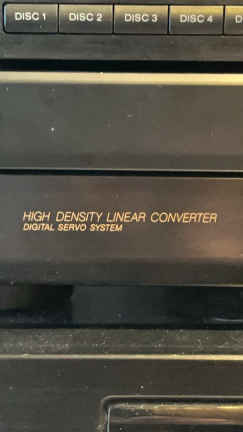 DISC 1 DISC 2 DISC 3 DISC 4 D
HIGH DENSITY LINEAR CONVERTER
DIGITAL SERVO SYSTEM